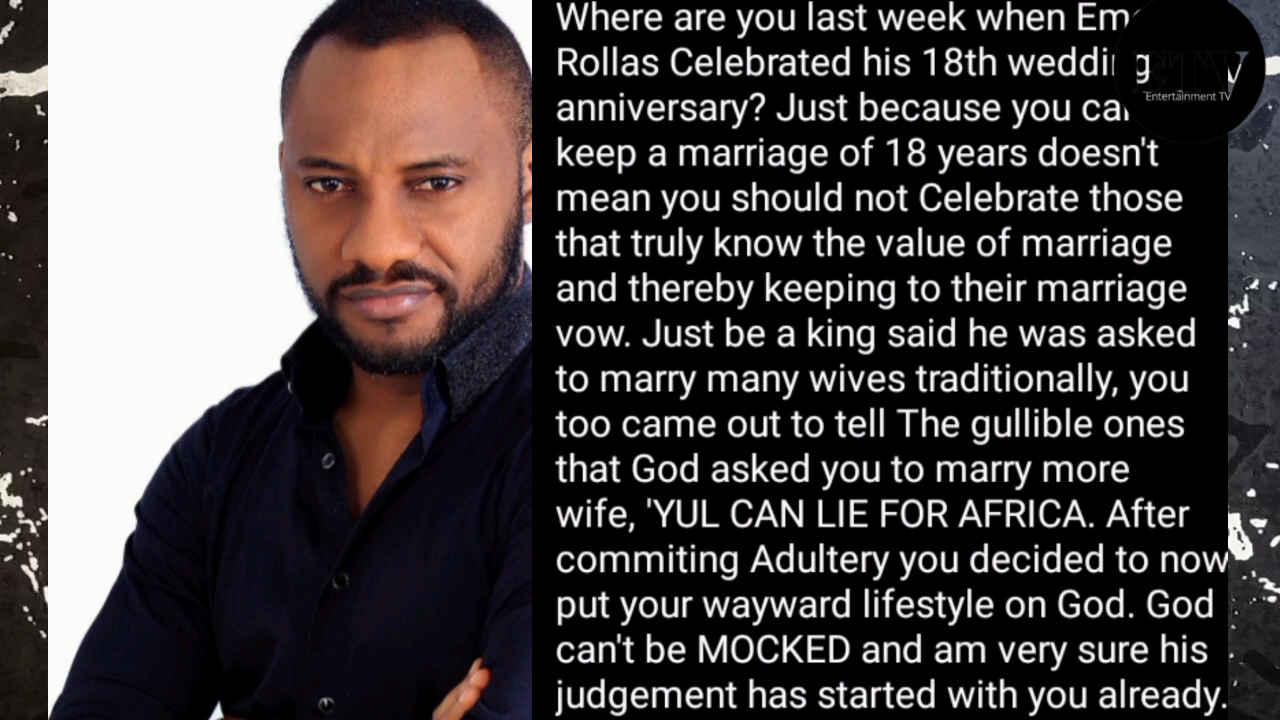 Where are you last week when
Rollas Celebrated his 18th wedding
anniversary? Just because you
keep a marriage of 18 years doesn't
mean you should not Celebrate those
that truly know the value of marriage
and thereby keeping to their marriage
vow. Just be a king said he was asked
to marry many wives traditionally, you
too came out to tell The gullible ones
that God asked you to marry more
wife, 'YUL CAN LIE FOR AFRICA. After
commiting Adultery you decided to now
put your wayward lifestyle on God. God
can't be MOCKED and am very sure his
judgement has started with you already.
ETV
Entertainment TV